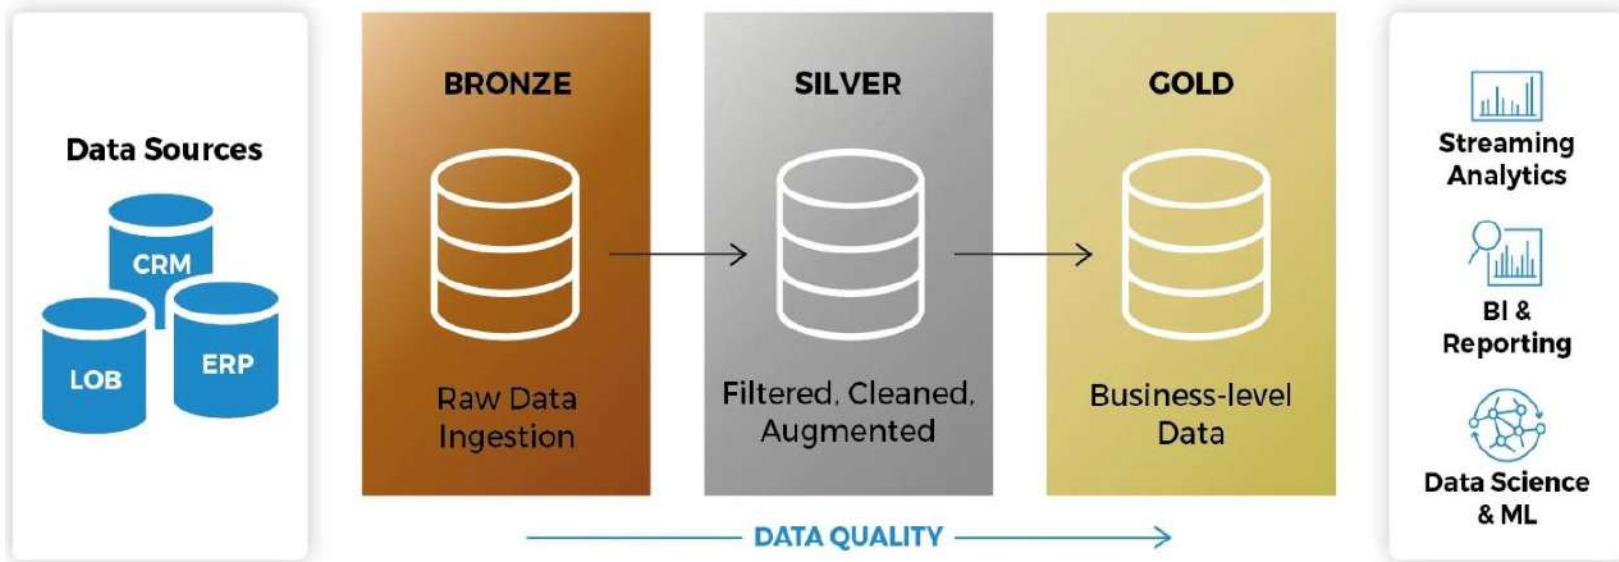 Data Sources
CRM
LOB
ERP
BRONZE
Raw Data
Ingestion
SILVER
Filtered, Cleaned,
Augmented
GOLD
Business-level
Data
DATA QUALITY
Streaming
Analytics
BI &
Reporting
Data Science
& ML